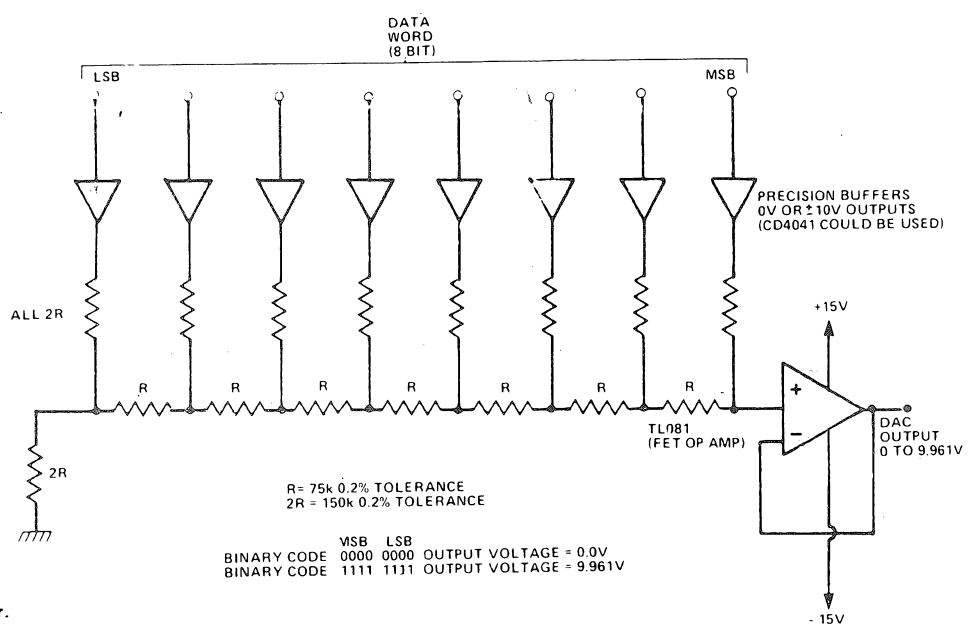 DATA
WORD
(8 BIT)
LSB
MSB
PRECISION BUFFERS
0V OR ±10V OUTPUTS
(CD4041 COULD BE USED)
ALL 2R
+15V
R
R
R
R
R
R
R
+
−
TL081
(FET OP AMP)
DAC
OUTPUT
0 TO 9.961V
2R
R= 75k 0.2% TOLERANCE
2R = 150k 0.2% TOLERANCE
MSB LSB
BINARY CODE 0000 0000 OUTPUT VOLTAGE = 0.0V
BINARY CODE 1111 1111 OUTPUT VOLTAGE = 9.961V
- 15V